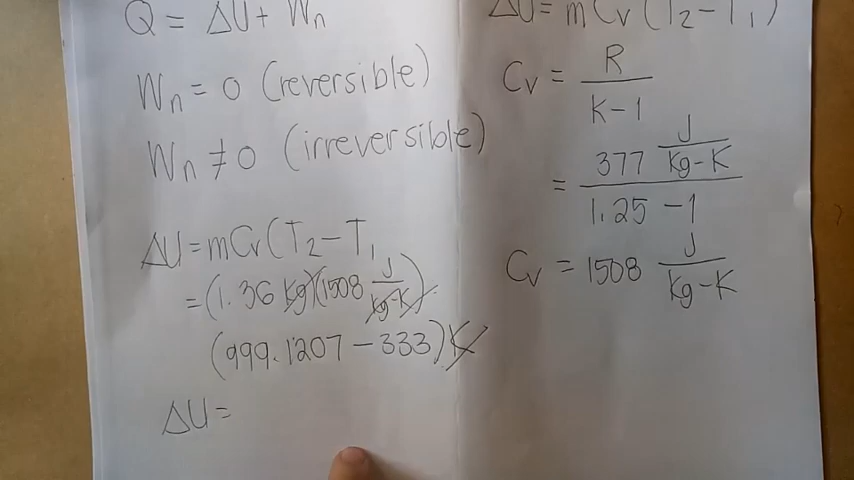 Q = ΔU + Wn
Wn = 0 (reversible)
Wn ≠ 0 (irreversible)
ΔU = mCv(T2 - T1
= (1.36 kg)(1508 J/kg-K)
(999.1207 - 333)K
ΔU =
ΔU = mCv(T2 - T1)
Cv = R/K-1
= 377 J/Kg-K / 1.25 - 1
Cv = 1508 J/Kg-K